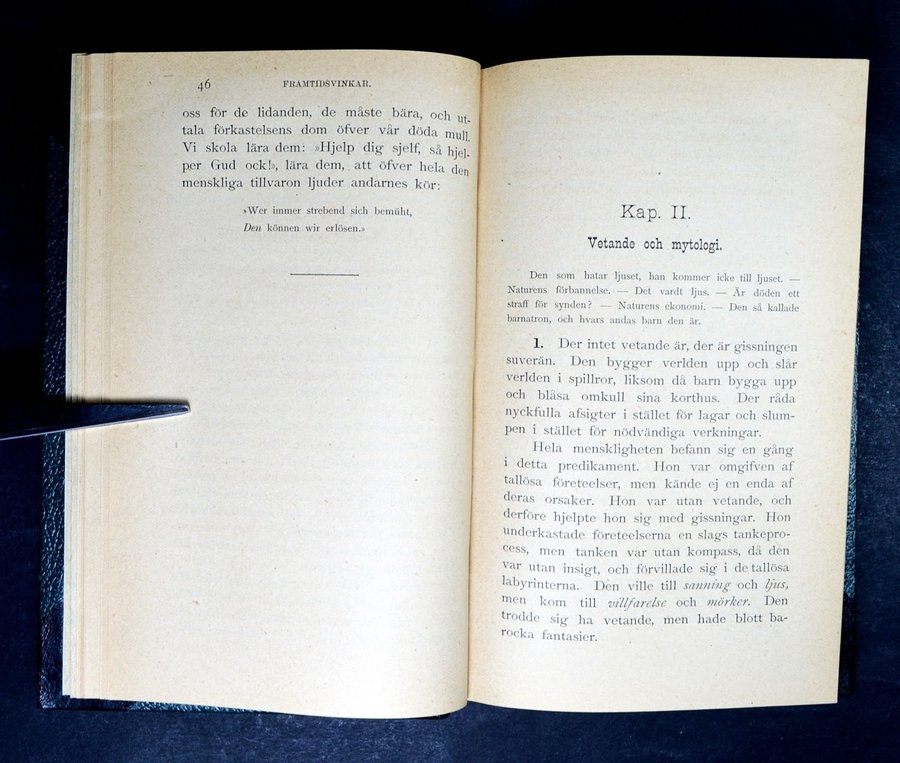 46 FRAMTIDSVINKAR.
oss för de lidanden, de måste bära, och ut-
tala förkastelsens dom öfver vår döda mull.
Vi skola lära dem: »Hjelp dig sjelf, så hjel-
per Gud ock!», lära dem, att öfver hela den
menskliga tillvaron ljuder andarnes kör:
»Wer immer strebend sich bemüht,
Den können wir erlösen.»
Kap. II.
Vetande och mytologi.
Den som hatar ljuset, han kommer icke till ljuset. —
Naturens förbannelse. — Det vardt ljus. — Är döden ett
straff för synden? — Naturens ekonomi. — Den så kallade
barnatron, och hvars andas barn den är.
1. Der intet vetande är, der är gissningen
suverän. Den bygger verlden upp och slår
verlden i spillror, liksom då barn bygga upp
och blåsa omkull sina korthus. Der råda
nyckfulla afsigter i stället för lagar och slum-
pen i stället för nödvändiga verkningar.
Hela menskligheten befann sig en gång
i detta predikament. Hon var omgifven af
tallösa företeelser, men kände ej en enda af
deras orsaker. Hon var utan vetande, och
derföre hjelpte hon sig med gissningar. Hon
underkastade företeelserna en slags tankepro-
cess, men tanken var utan kompass, då den
var utan insigt, och förvillade sig i de tallösa
labyrinterna. Den ville till sanning och ljus,
men kom till villfarelse och mörker. Den
trodde sig ha vetande, men hade blott ba-
rocka fantasier.